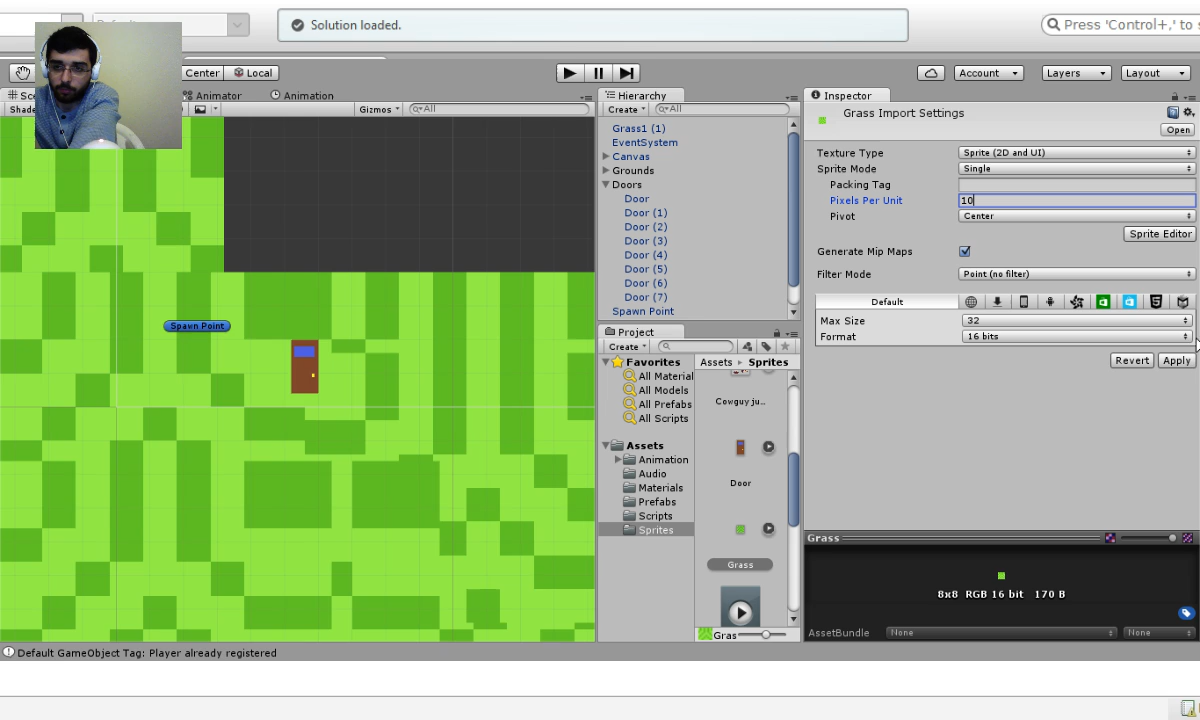 Solution loaded.
Press 'Control+,' to
Center
Local
Account
Layers
Layout
Animator
Animation
Gizmos
All
Hierarchy
Create
All
Grass1 (1)
EventSystem
Canvas
Grounds
Doors
Door
Door (1)
Door (2)
Door (3)
Door (4)
Door (5)
Door (6)
Door (7)
Spawn Point
Spawn Point
Project
Create
Favorites
All Material
All Models
All Prefabs
All Scripts
Assets
Animation
Audio
Materials
Prefabs
Scripts
Sprites
Assets
Sprites
Cowguy ju...
Door
Grass
Gras
Inspector
Grass Import Settings
Open
Texture Type
Sprite (2D and UI)
Sprite Mode
Single
Packing Tag
Pixels Per Unit
10
Pivot
Center
Sprite Editor
Generate Mip Maps
Filter Mode
Point (no filter)
Default
Max Size
32
Format
16 bits
Revert
Apply
Grass
8x8 RGB 16 bit 170 B
AssetBundle
None
None
Default GameObject Tag: Player already registered